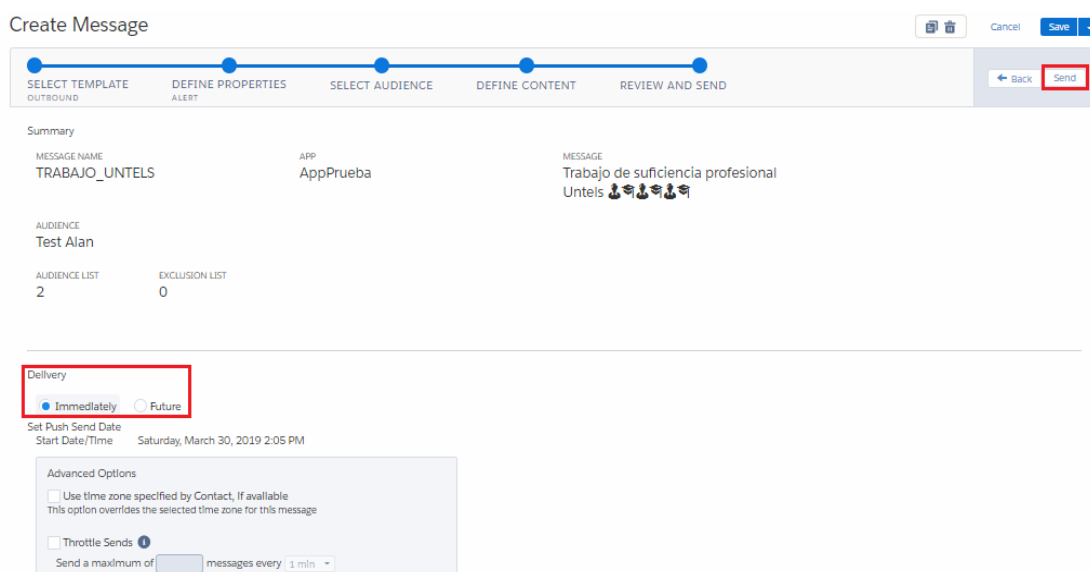 Create Message
Cancel Save
SELECT TEMPLATE DEFINE PROPERTIES SELECT AUDIENCE DEFINE CONTENT REVIEW AND SEND
OUTBOUND ALERT
Back Send
Summary
MESSAGE NAME APP MESSAGE
TRABAJO_UNTELS AppPrueba Trabajo de suficiencia profesional
Untels
AUDIENCE
Test Alan
AUDIENCE LIST EXCLUSION LIST
2 0
Delivery
Immediately Future
Set Push Send Date
Start Date/Time Saturday, March 30, 2019 2:05 PM
Advanced Options
Use time zone specified by Contact, if available
This option overrides the selected time zone for this message
Throttle Sends
Send a maximum of messages every 1 min